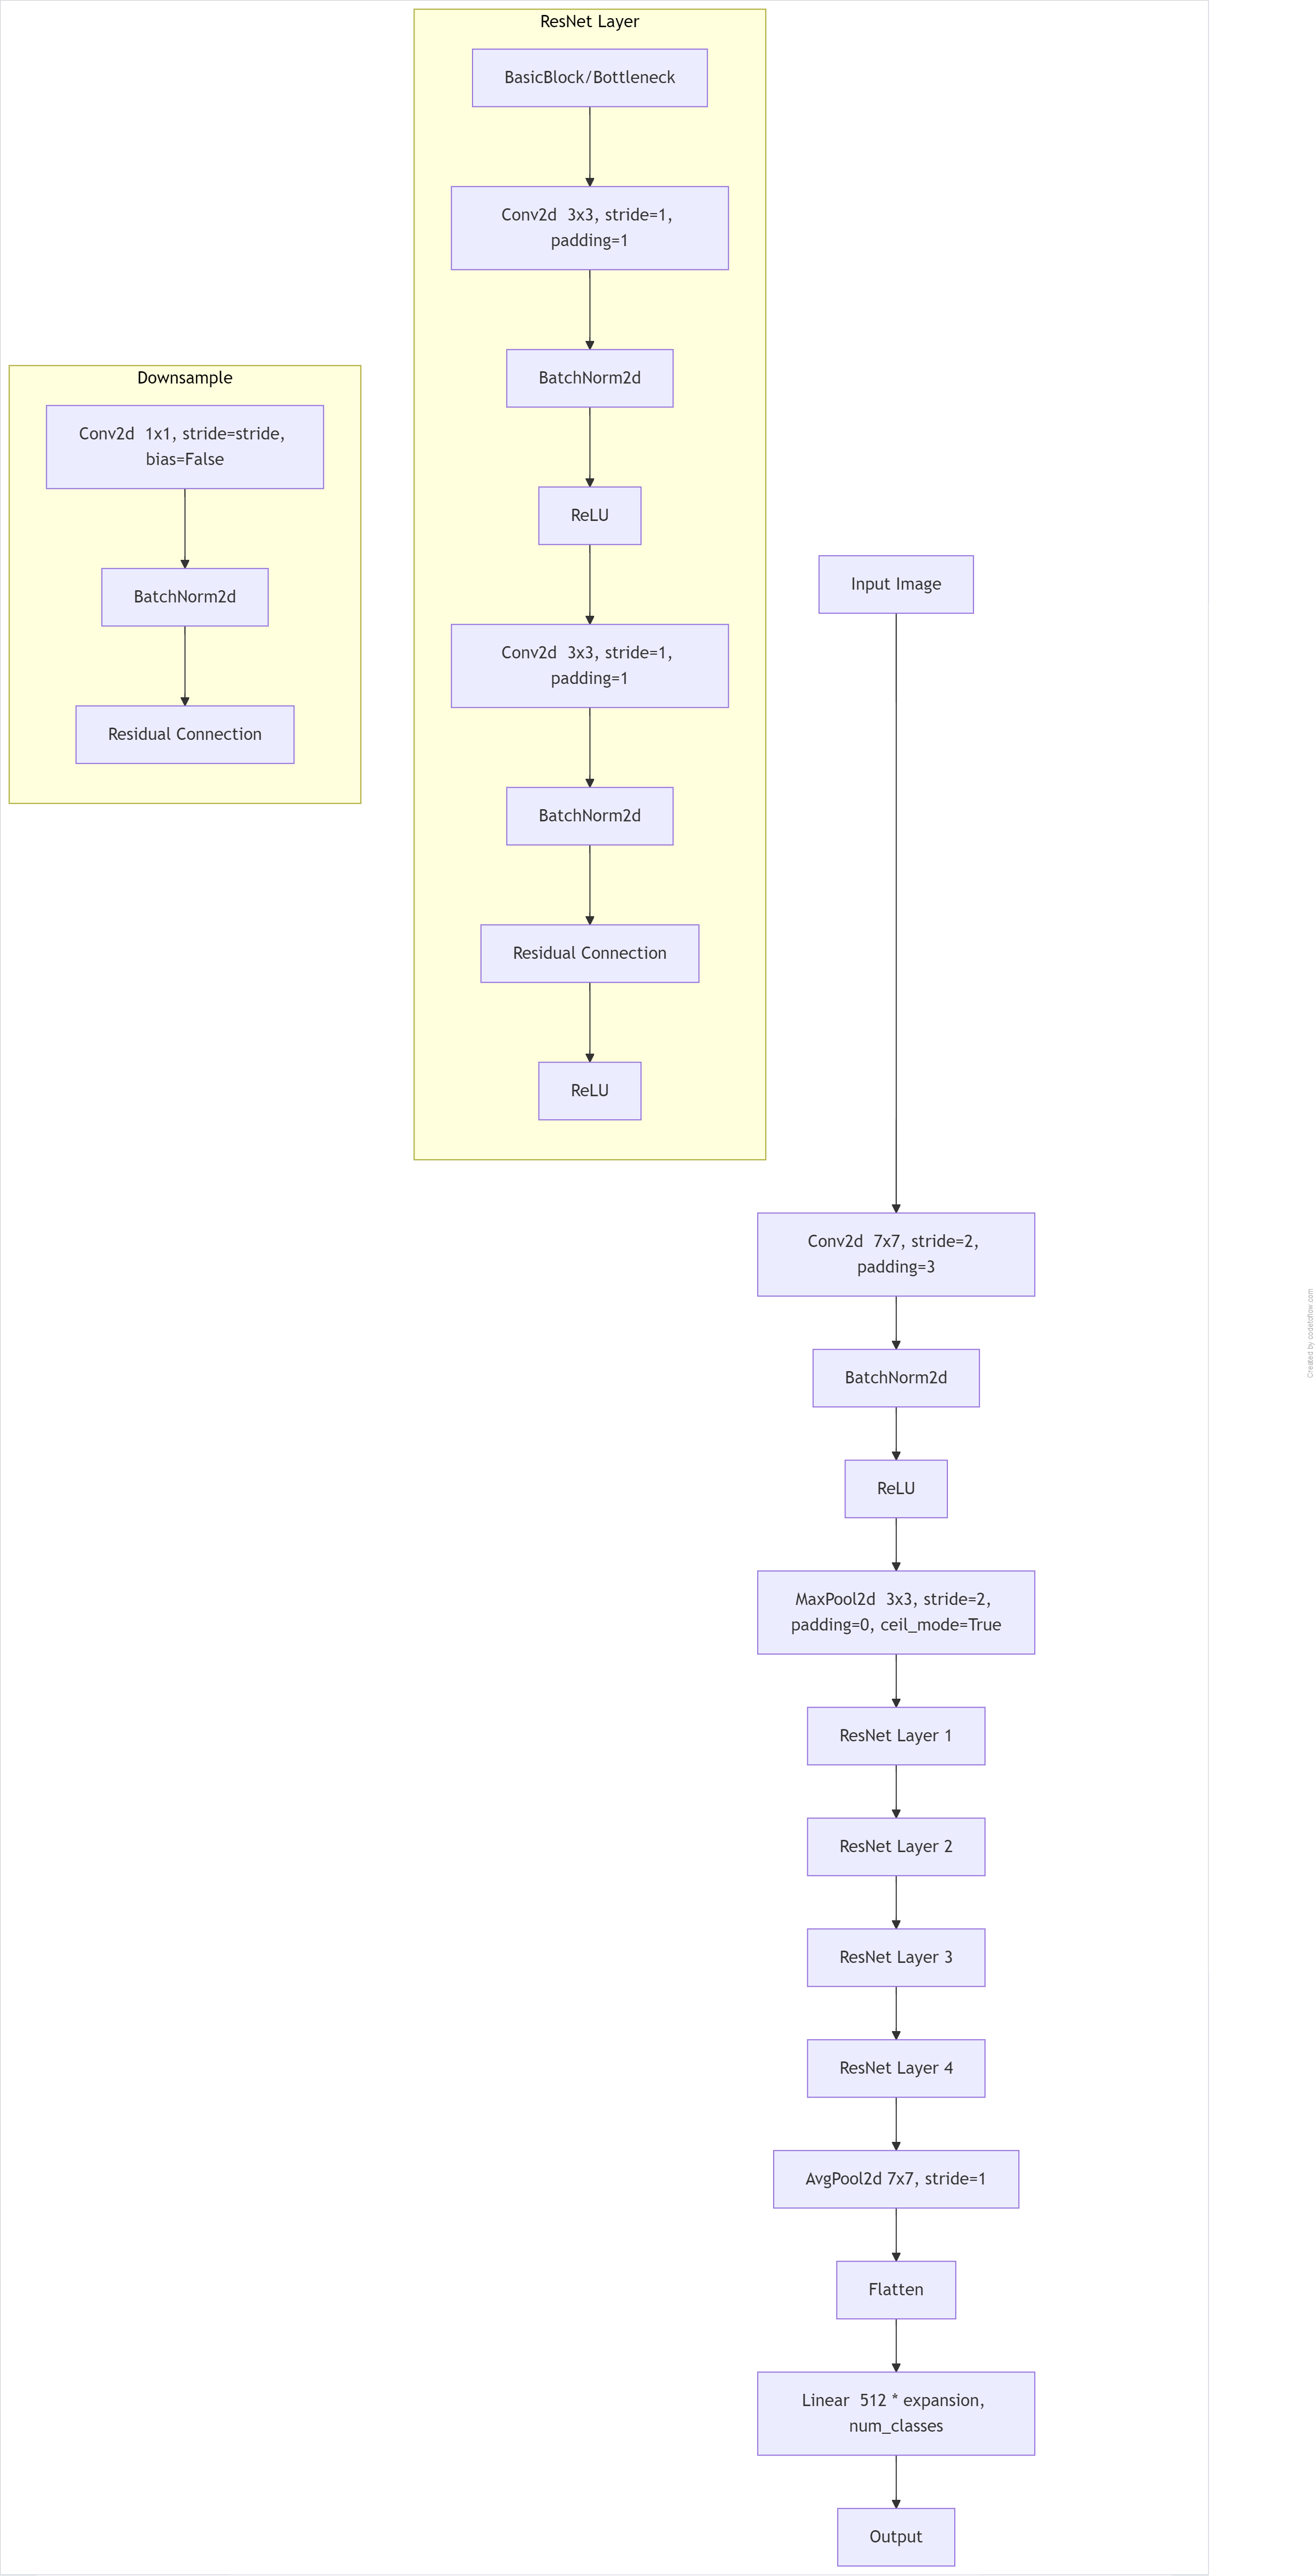 ResNet Layer
BasicBlock/Bottleneck
Conv2d 3x3, stride=1,
padding=1
BatchNorm2d
ReLU
Conv2d 3x3, stride=1,
padding=1
BatchNorm2d
Residual Connection
ReLU
Downsample
Conv2d 1x1, stride=stride,
bias=False
BatchNorm2d
Residual Connection
Input Image
Conv2d 7x7, stride=2,
padding=3
BatchNorm2d
ReLU
MaxPool2d 3x3, stride=2,
padding=0, ceil_mode=True
ResNet Layer 1
ResNet Layer 2
ResNet Layer 3
ResNet Layer 4
AvgPool2d 7x7, stride=1
Flatten
Linear 512 * expansion,
num_classes
Output
Created by codetoflow.com